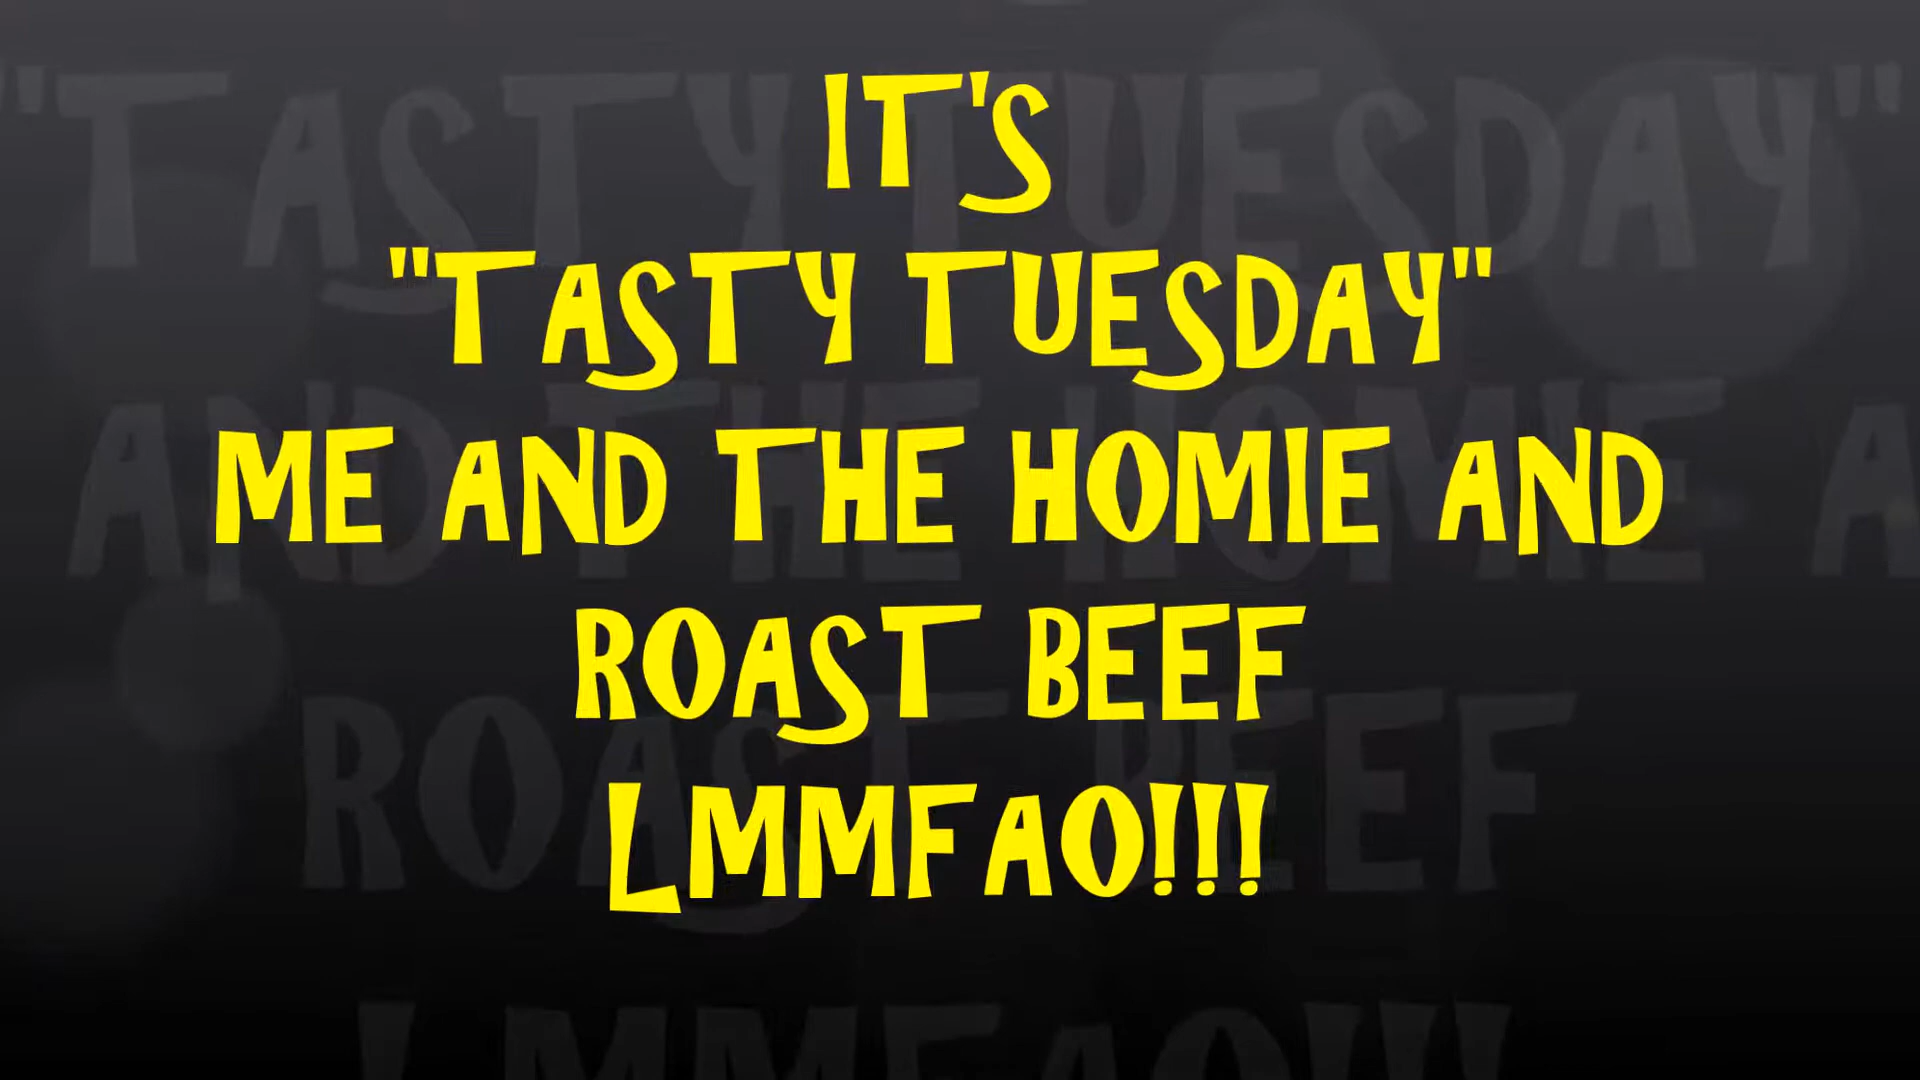 IT'S
"TASTY TUESDAY"
ME AND THE HOMIE AND
ROAST BEEF
LMMFAO!!!